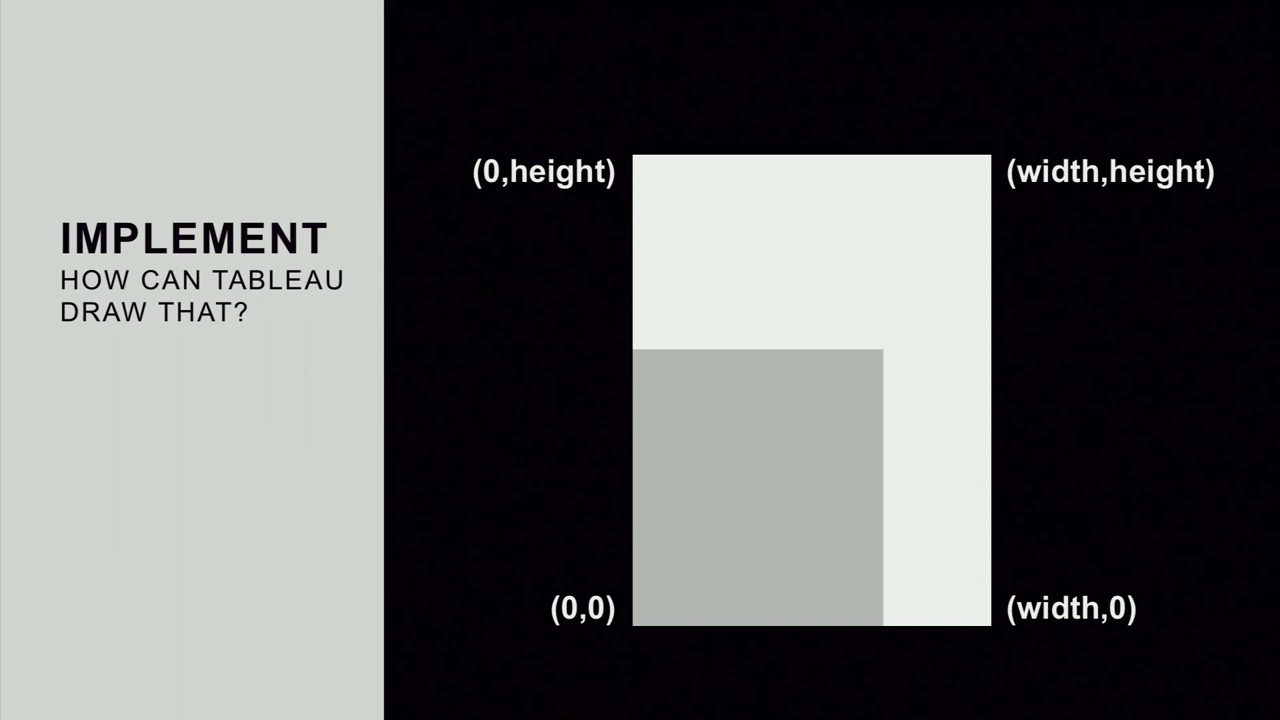 IMPLEMENT
HOW CAN TABLEAU
DRAW THAT?
(0,height)
(width,height)
(0,0)
(width,0)